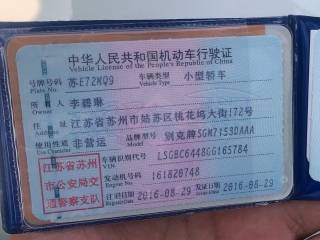 中华人民共和国机动车行驶证
Vehicle License of the People's Republic of China
号牌号码 苏E72KQ9 车辆类型 小型轿车
Plate No. Vehicle Type
所有人 李碧琳
Owner
住址 江苏省苏州市姑苏区桃花坞大街172号
Address
使用性质 非营运 品牌型号 别克牌SGM7153DAAA
Use Character Model
江苏省苏州 车辆识别代号 LSGBC6448GG165784
VIN
市公安局交 发动机号码 161820748
Engine No.
通警察支队 注册日期 2016-08-29 发证日期 2016-08-29
Register Date Issue Date